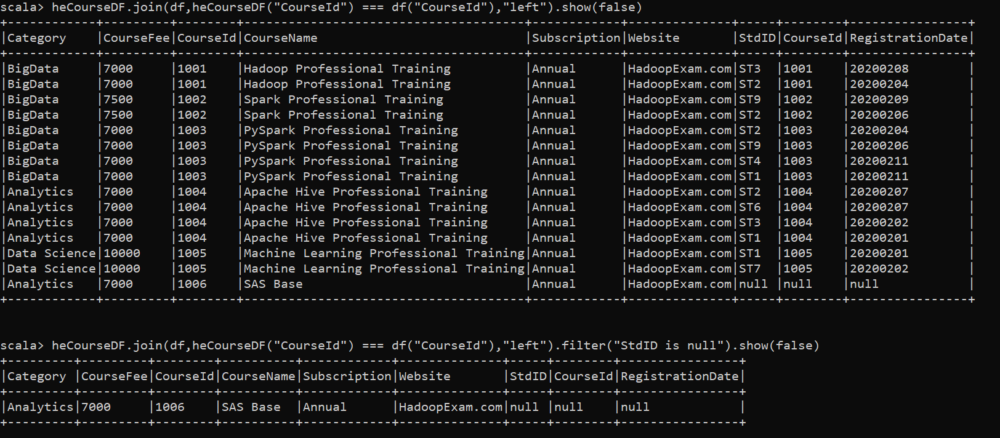 scala> heCourseDF.join(df,heCourseDF("CourseId") === df("CourseId"),"left").show(false)
+------------+---------+--------+--------------------------------------+------------+--------------+-----+--------+----------------+
|Category    |CourseFee|CourseId|CourseName                            |Subscription|Website       |StdID|CourseId|RegistrationDate|
+------------+---------+--------+--------------------------------------+------------+--------------+-----+--------+----------------+
|BigData     |7000     |1001    |Hadoop Professional Training          |Annual      |HadoopExam.com|ST3  |1001    |20200208        |
|BigData     |7000     |1001    |Hadoop Professional Training          |Annual      |HadoopExam.com|ST2  |1001    |20200204        |
|BigData     |7500     |1002    |Spark Professional Training           |Annual      |HadoopExam.com|ST9  |1002    |20200209        |
|BigData     |7500     |1002    |Spark Professional Training           |Annual      |HadoopExam.com|ST2  |1002    |20200206        |
|BigData     |7000     |1003    |PySpark Professional Training         |Annual      |HadoopExam.com|ST2  |1003    |20200204        |
|BigData     |7000     |1003    |PySpark Professional Training         |Annual      |HadoopExam.com|ST9  |1003    |20200206        |
|BigData     |7000     |1003    |PySpark Professional Training         |Annual      |HadoopExam.com|ST4  |1003    |20200211        |
|BigData     |7000     |1003    |PySpark Professional Training         |Annual      |HadoopExam.com|ST1  |1003    |20200211        |
|Analytics   |7000     |1004    |Apache Hive Professional Training     |Annual      |HadoopExam.com|ST2  |1004    |20200207        |
|Analytics   |7000     |1004    |Apache Hive Professional Training     |Annual      |HadoopExam.com|ST6  |1004    |20200207        |
|Analytics   |7000     |1004    |Apache Hive Professional Training     |Annual      |HadoopExam.com|ST3  |1004    |20200202        |
|Analytics   |7000     |1004    |Apache Hive Professional Training     |Annual      |HadoopExam.com|ST1  |1004    |20200201        |
|Data Science|10000    |1005    |Machine Learning Professional Training|Annual      |HadoopExam.com|ST1  |1005    |20200201        |
|Data Science|10000    |1005    |Machine Learning Professional Training|Annual      |HadoopExam.com|ST7  |1005    |20200202        |
|Analytics   |7000     |1006    |SAS Base                              |Annual      |HadoopExam.com|null |null    |null            |
+------------+---------+--------+--------------------------------------+------------+--------------+-----+--------+----------------+
scala> heCourseDF.join(df,heCourseDF("CourseId") === df("CourseId"),"left").filter("StdID is null").show(false)
+---------+---------+--------+----------+------------+--------------+-----+--------+----------------+
|Category |CourseFee|CourseId|CourseName|Subscription|Website       |StdID|CourseId|RegistrationDate|
+---------+---------+--------+----------+------------+--------------+-----+--------+----------------+
|Analytics|7000     |1006    |SAS Base  |Annual      |HadoopExam.com|null |null    |null            |
+---------+---------+--------+----------+------------+--------------+-----+--------+----------------+